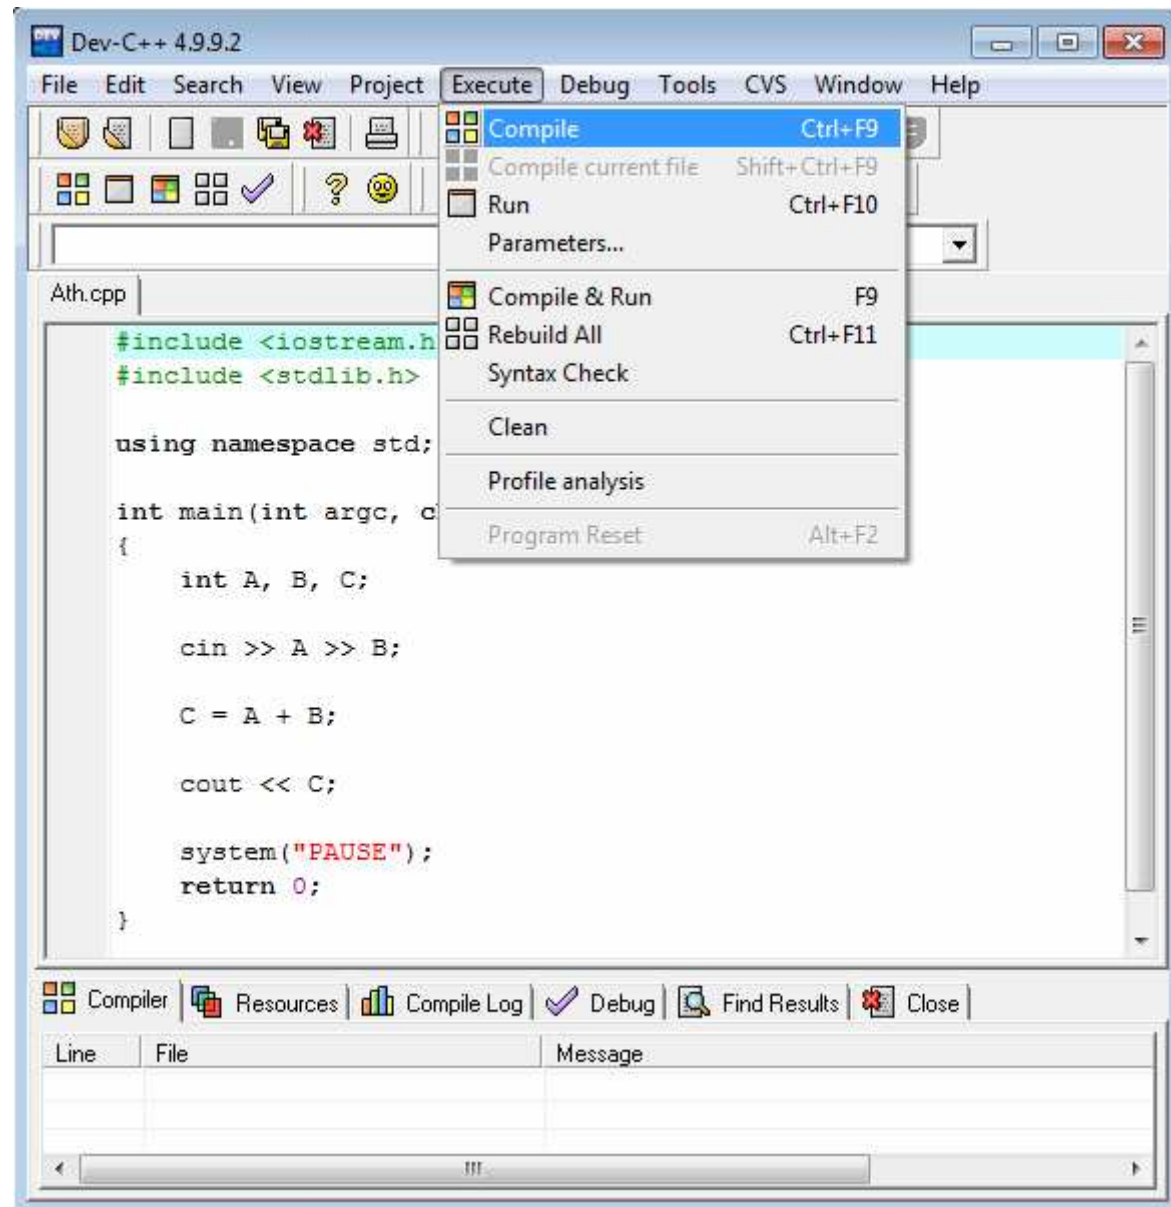 Dev-C++ 4.9.9.2
File Edit Search View Project Execute Debug Tools CVS Window Help
Compile Ctrl+F9
Compile current file Shift+Ctrl+F9
Run Ctrl+F10
Parameters...
Compile & Run F9
Rebuild All Ctrl+F11
Syntax Check
Clean
Profile analysis
Program Reset Alt+F2
Ath.cpp
#include <iostream.h
#include <stdlib.h>
using namespace std;
int main(int argc, c
{
int A, B, C;
cin >> A >> B;
C = A + B;
cout << C;
system("PAUSE");
return 0;
}
Compiler Resources Compile Log Debug Find Results Close
Line File Message